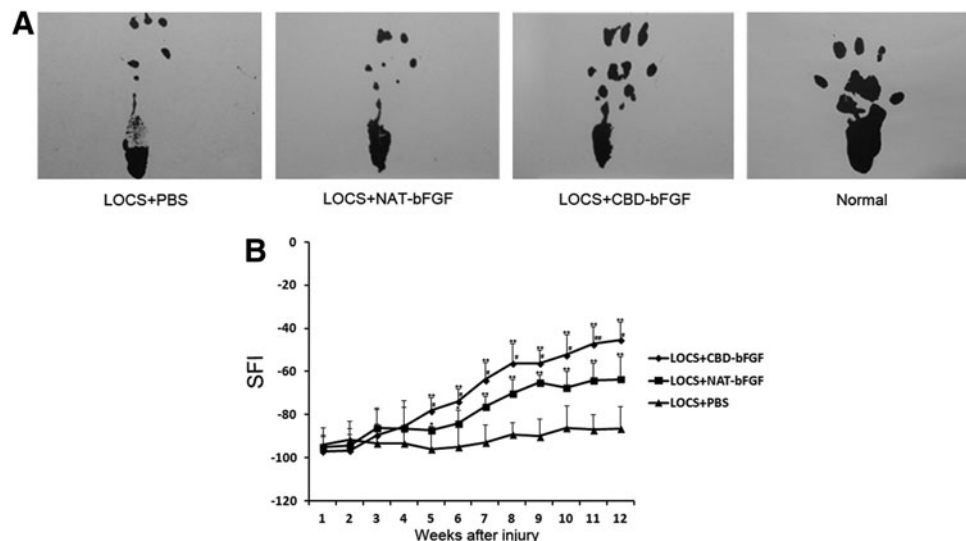 A
LOCS+PBS
LOCS+NAT-bFGF
LOCS+CBD-bFGF
Normal
B
0
-20
-40
-60
-80
-100
-120
SFI
1 2 3 4 5 6 7 8 9 10 11 12
Weeks after injury
LOCS+CBD-bFGF
LOCS+NAT-bFGF
LOCS+PBS